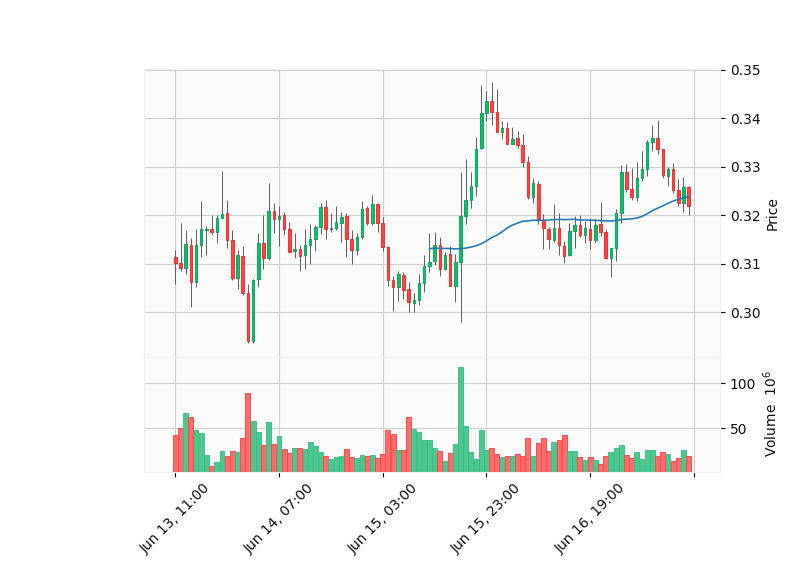 0.35
0.34
0.33
0.32
0.31
0.30
Price
100
50
Volume 10^6
Jun 13, 11:00
Jun 14, 07:00
Jun 15, 03:00
Jun 15, 23:00
Jun 16, 19:00